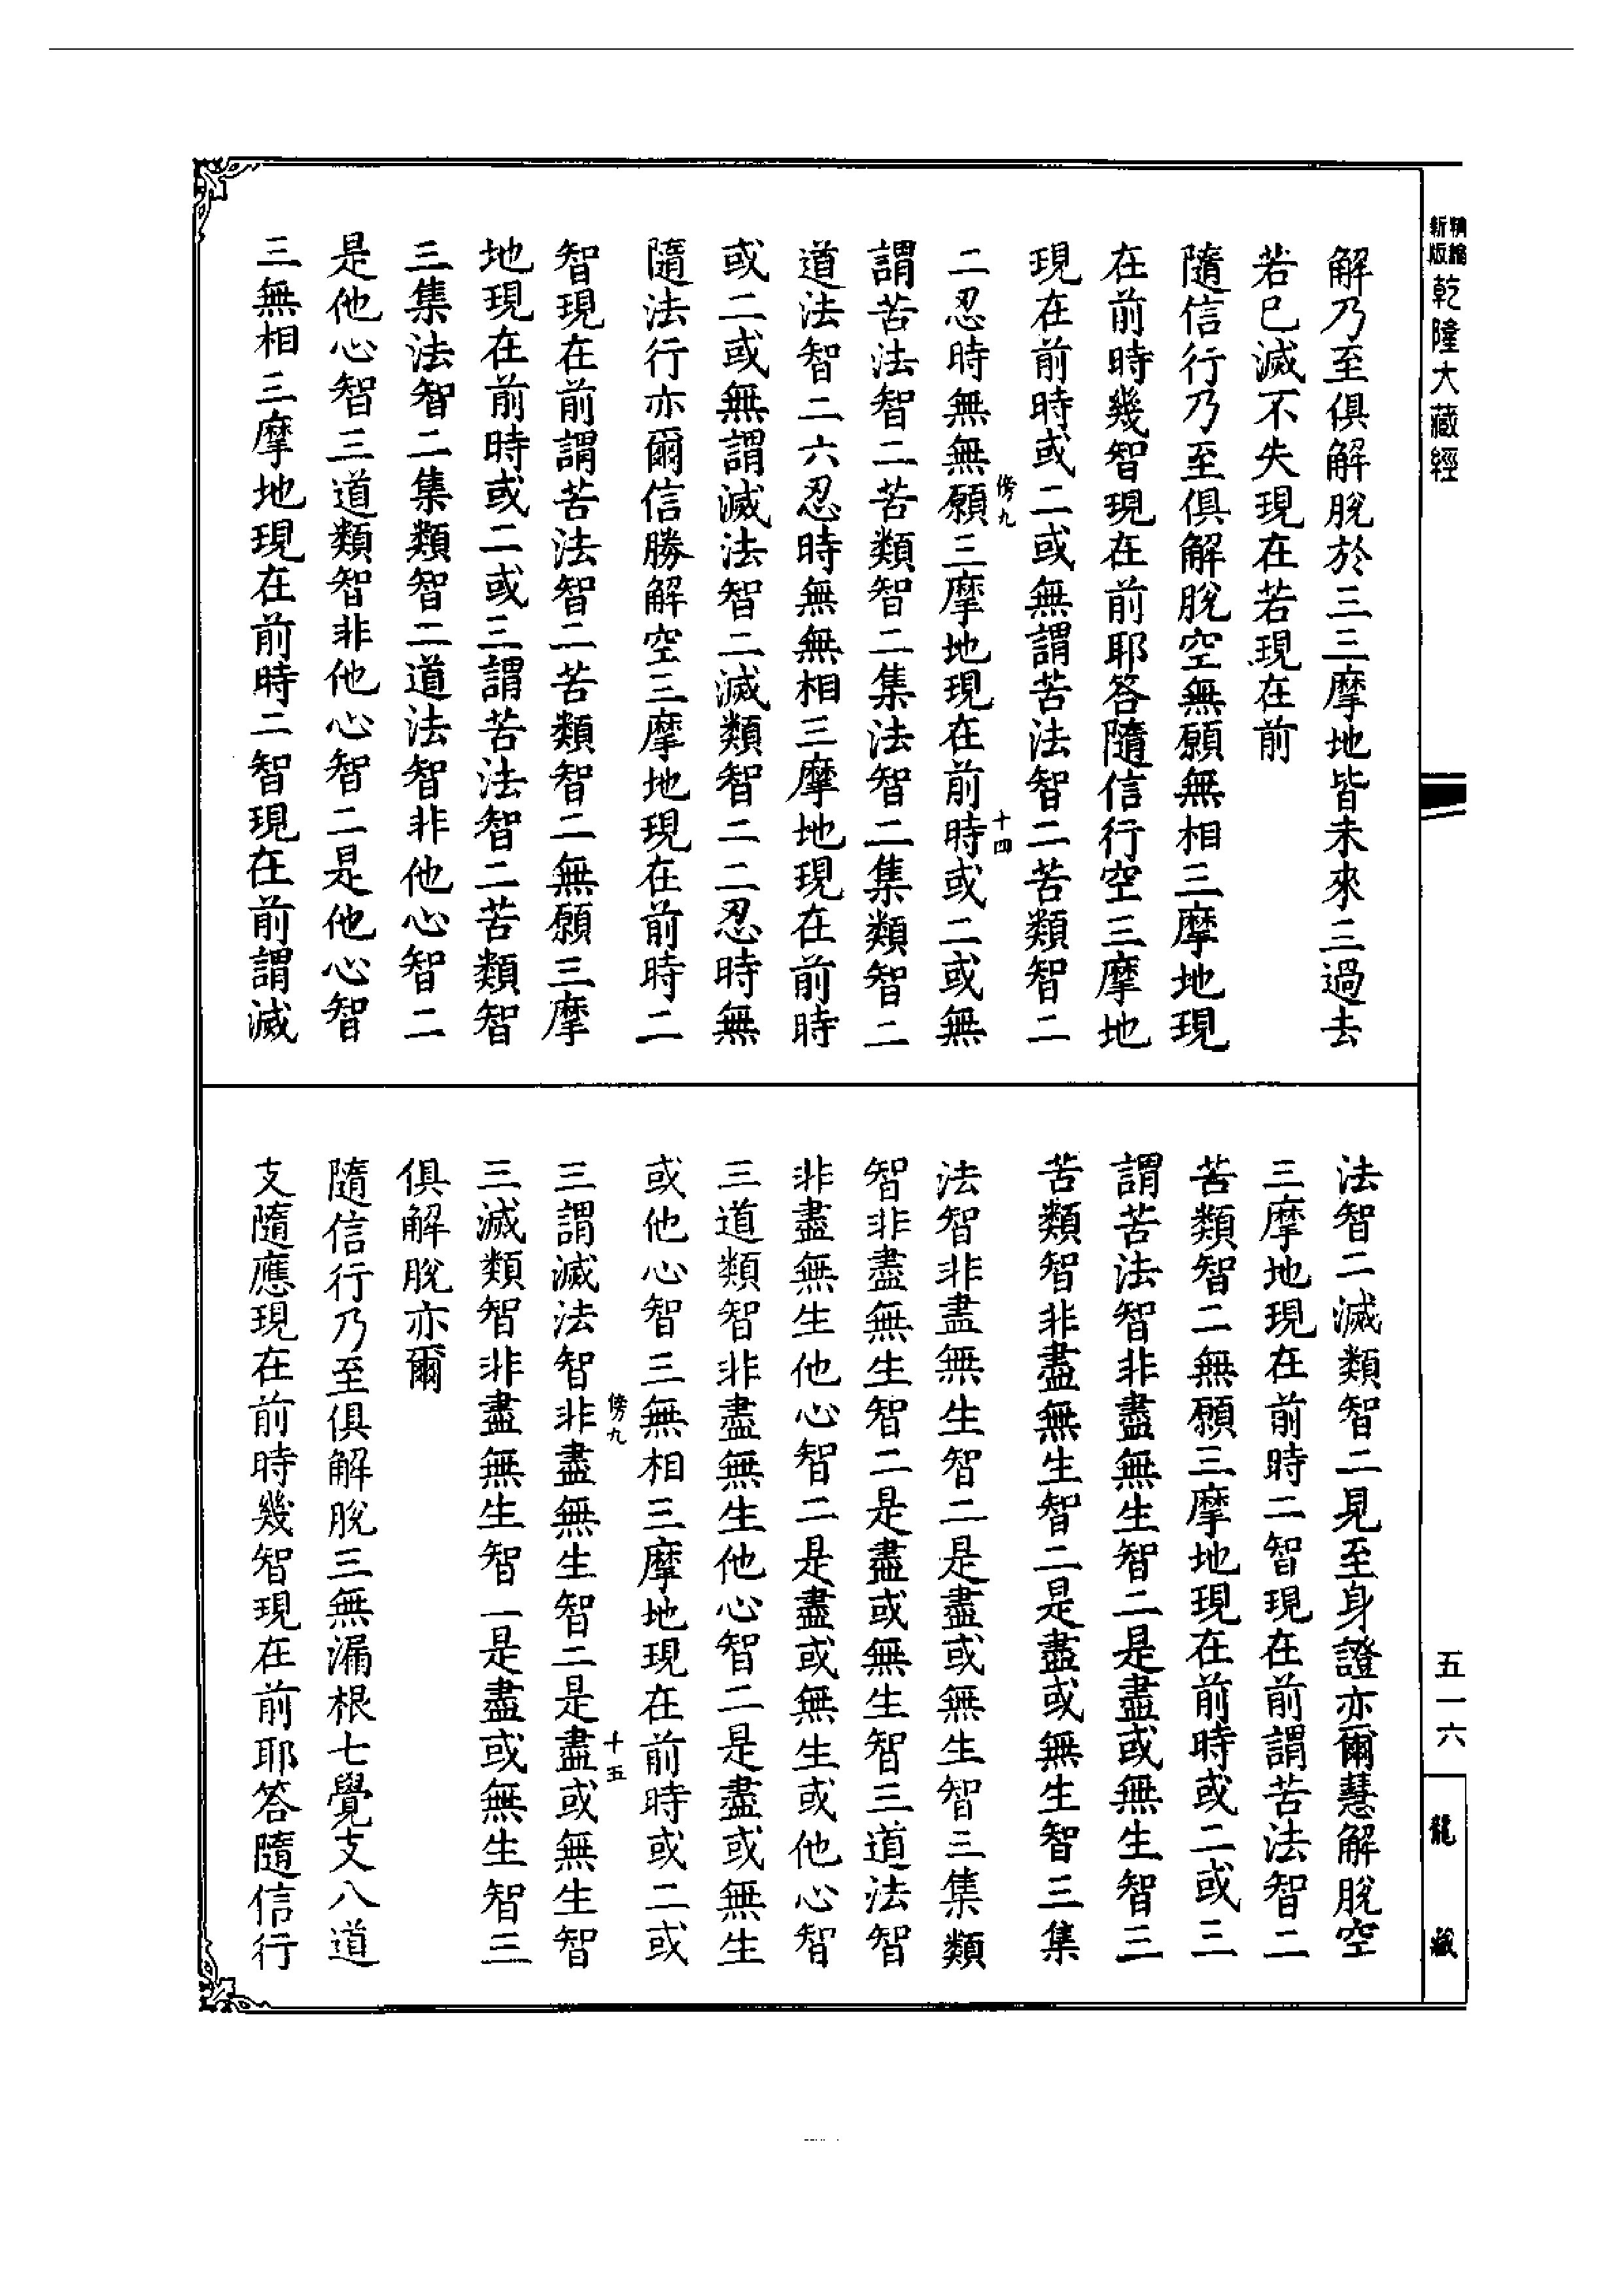 精編新版
乾隆大藏經
五一六
龍藏
解乃至俱解脫於三三摩地皆未來三過去
若已滅不失現在若現在前
隨信行乃至俱解脫空無願無相三摩地現
在前時幾智現在前耶答隨信行空三摩地
現在前時或二或無謂苦法智二苦類智二
二忍時無無願三摩地現在前時或二或無
傍九
十四
謂苦法智二苦類智二集法智二集類智二
道法智二六忍時無無相三摩地現在前時
或二或無謂滅法智二滅類智二二忍時無
隨法行亦爾信勝解空三摩地現在前時二
智現在前謂苦法智二苦類智二無願三摩
地現在前時或二或三謂苦法智二苦類智
三集法智二集類智二道法智非他心智二
是他心智三道類智非他心智二是他心智
三無相三摩地現在前時二智現在前謂滅
法智二滅類智二見至身證亦爾慧解脫空
三摩地現在前時二智現在前謂苦法智二
苦類智二無願三摩地現在前時或二或三
謂苦法智非盡無生智二是盡或無生智三
苦類智非盡無生智二是盡或無生智三集
法智非盡無生智二是盡或無生智三集類
智非盡無生智二是盡或無生智三道法智
非盡無生他心智二是盡或無生或他心智
三道類智非盡無生他心智二是盡或無生
或他心智三無相三摩地現在前時或二或
三謂滅法智非盡無生智二是盡或無生智
傍九
十五
三滅類智非盡無生智一是盡或無生智三
俱解脫亦爾
隨信行乃至俱解脫三無漏根七覺支八道
支隨應現在前時幾智現在前耶答隨信行